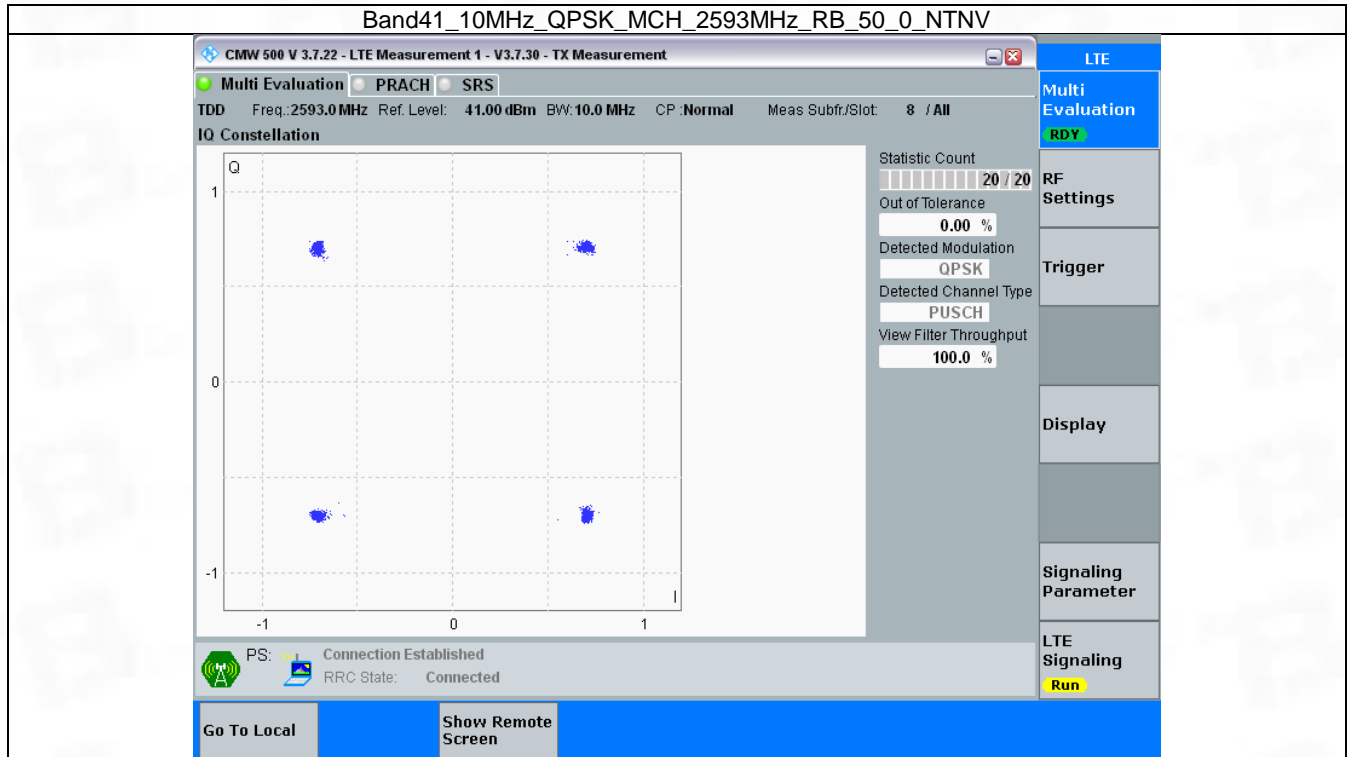 Band41_10MHz_QPSK_MCH_2593MHz_RB_50_0_NTNV
CMW 500 V 3.7.22 - LTE Measurement 1 - V3.7.30 - TX Measurement
LTE
Multi Evaluation PRACH SRS
Multi Evaluation
RDY
TDD Freq.:2593.0 MHz Ref. Level: 41.00 dBm BW:10.0 MHz CP :Normal Meas Subfr./Slot: 8 / All
IQ Constellation
Q
1
0
-1
I
-1 0 1
Statistic Count
20 / 20
Out of Tolerance
0.00 %
Detected Modulation
QPSK
Detected Channel Type
PUSCH
View Filter Throughput
100.0 %
RF
Settings
Trigger
Display
Signaling
Parameter
LTE
Signaling
Run
PS: Connection Established
RRC State: Connected
Go To Local
Show Remote
Screen